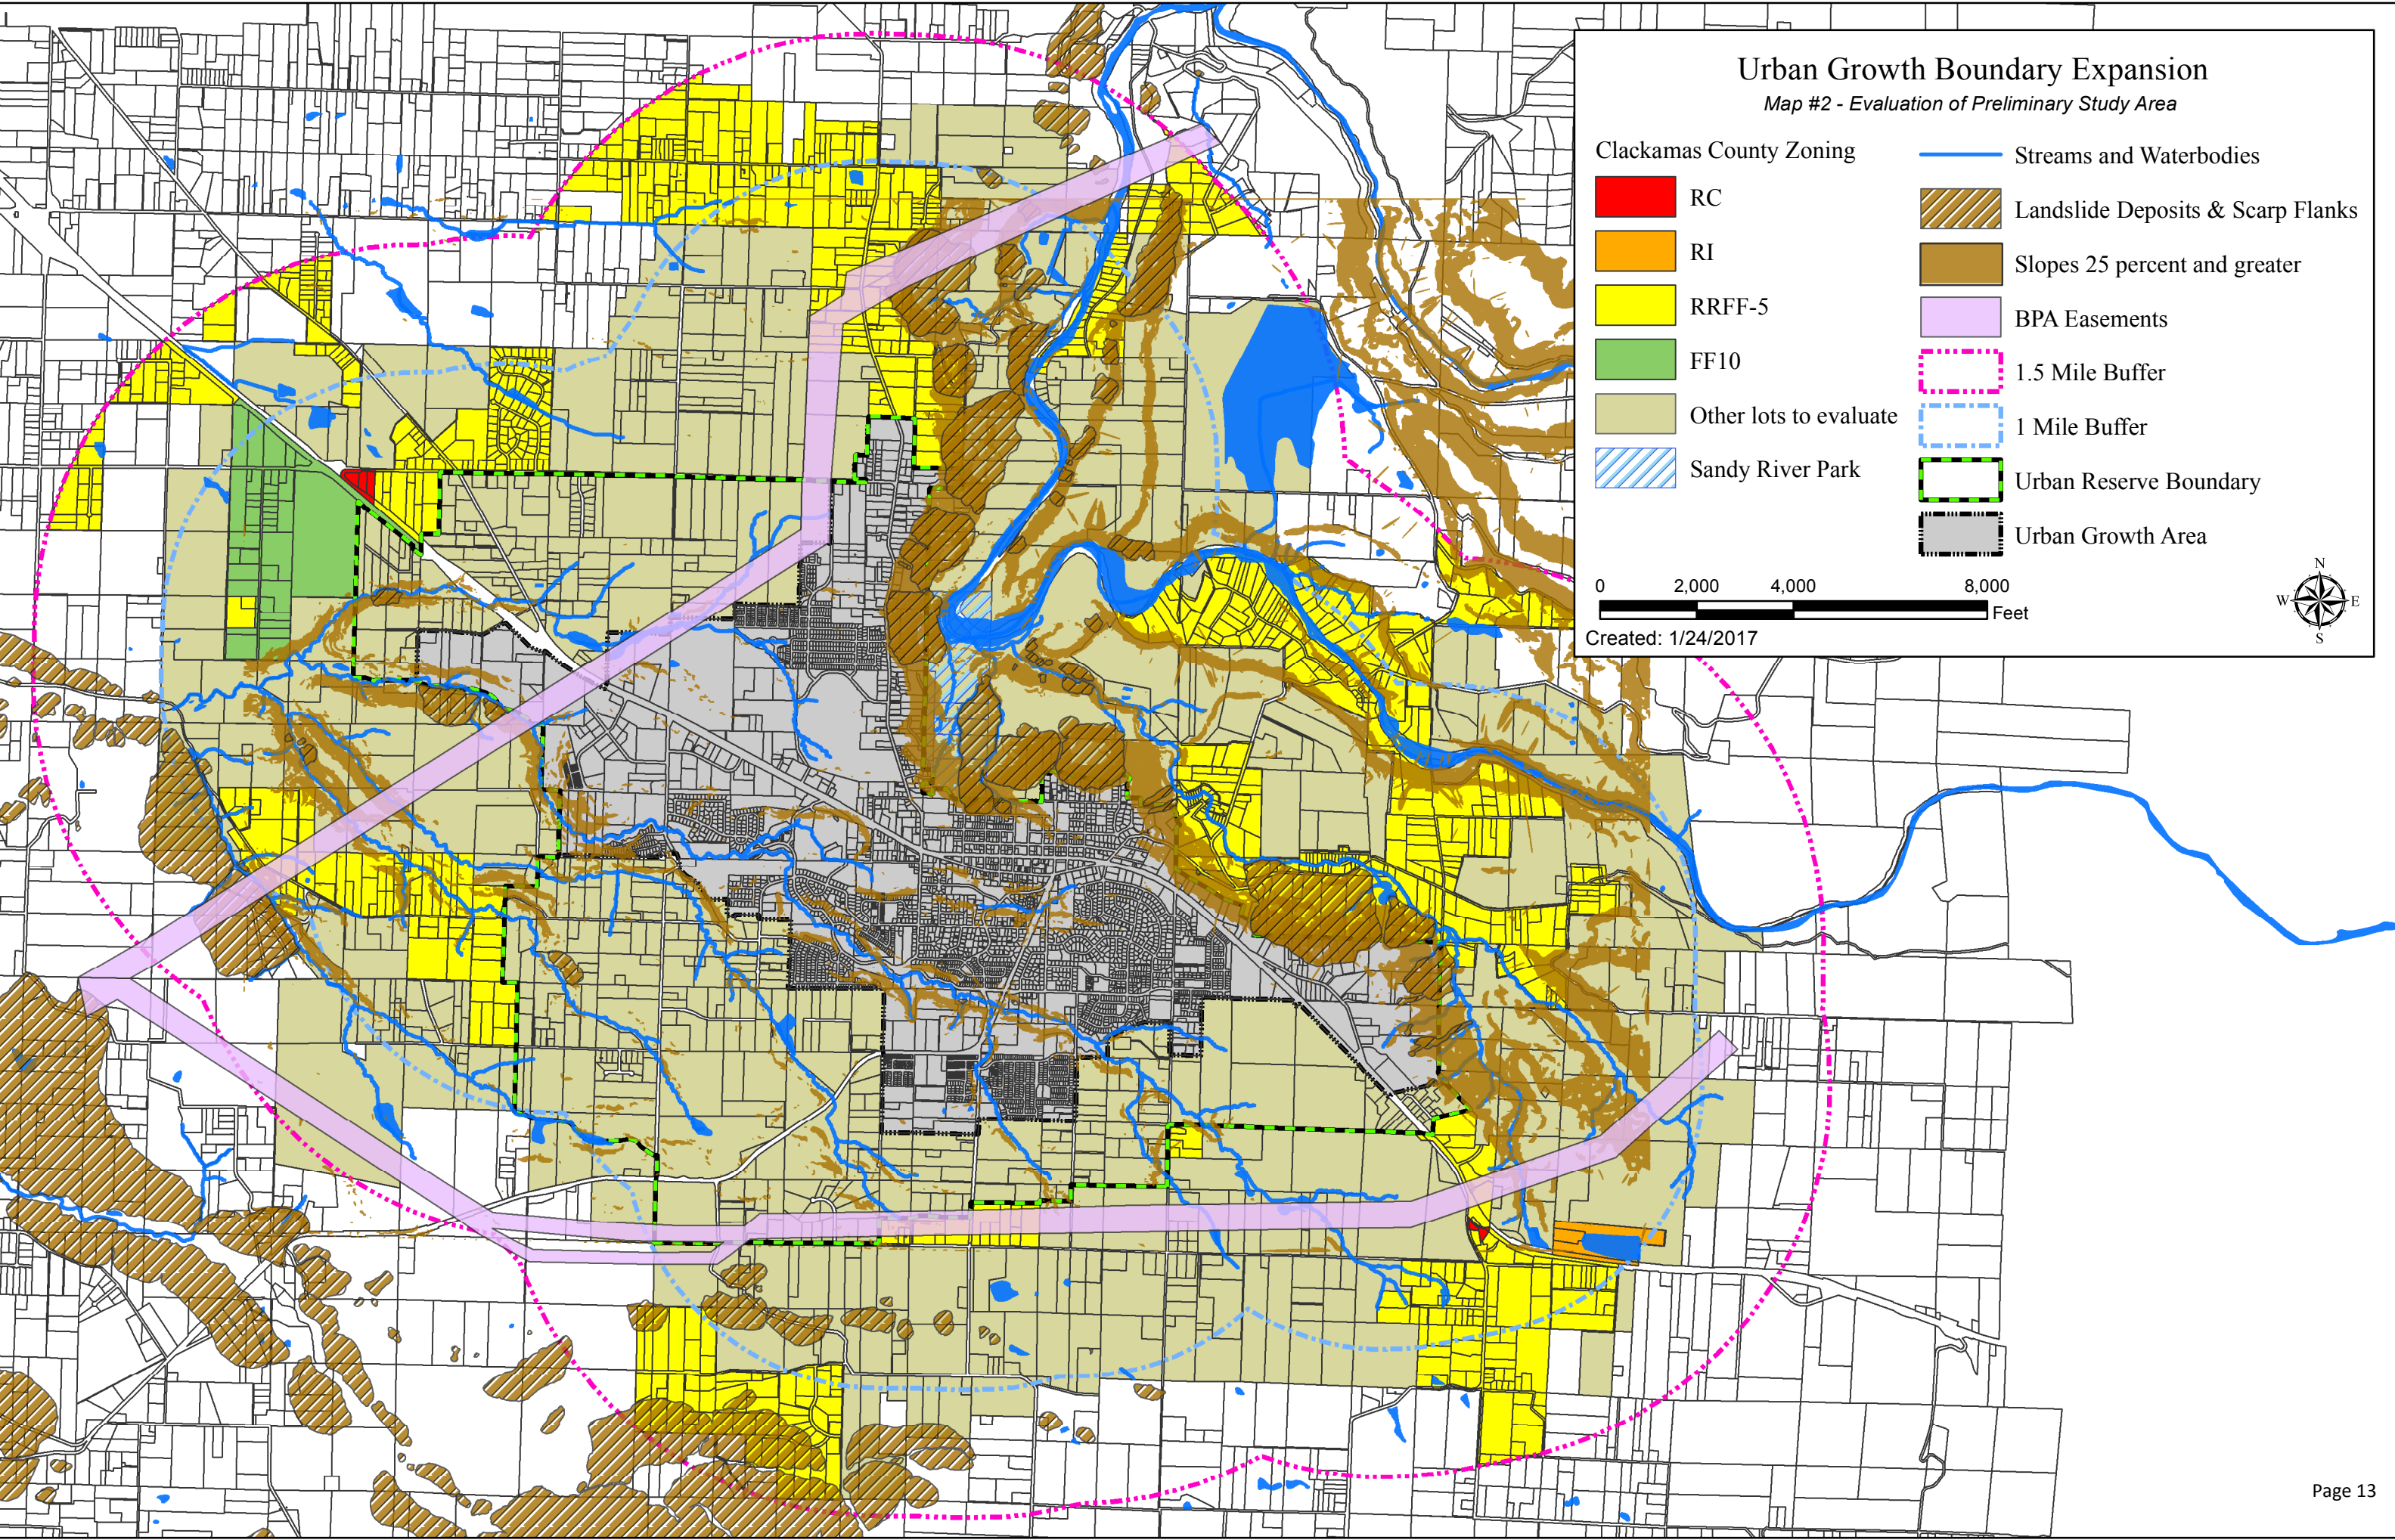 Urban Growth Boundary Expansion
Map #2 - Evaluation of Preliminary Study Area
Clackamas County Zoning
RC
RI
RRFF-5
FF10
Other lots to evaluate
Sandy River Park
Streams and Waterbodies
Landslide Deposits & Scarp Flanks
Slopes 25 percent and greater
BPA Easements
1.5 Mile Buffer
1 Mile Buffer
Urban Reserve Boundary
Urban Growth Area
0 2,000 4,000 8,000
Feet
Created: 1/24/2017
N
W E
S
Page 13